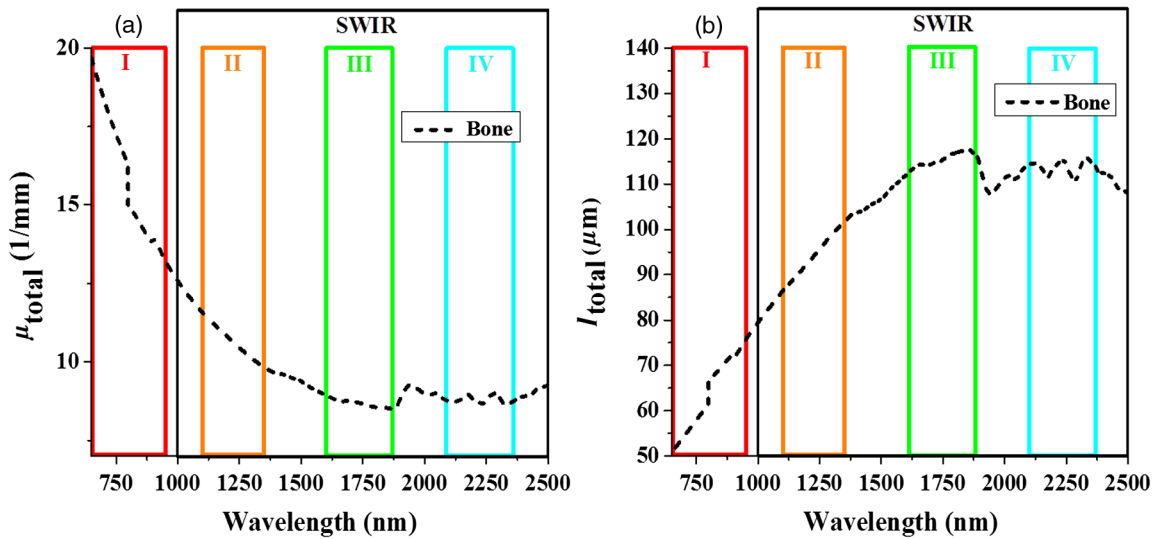 (a)
SWIR
I
II
III
IV
Bone
20
15
10
μtotal (1/mm)
750 1000 1250 1500 1750 2000 2250 2500
Wavelength (nm)
(b)
SWIR
I
II
III
IV
Bone
140
130
120
110
100
90
80
70
60
50
ltotal (μm)
750 1000 1250 1500 1750 2000 2250 2500
Wavelength (nm)